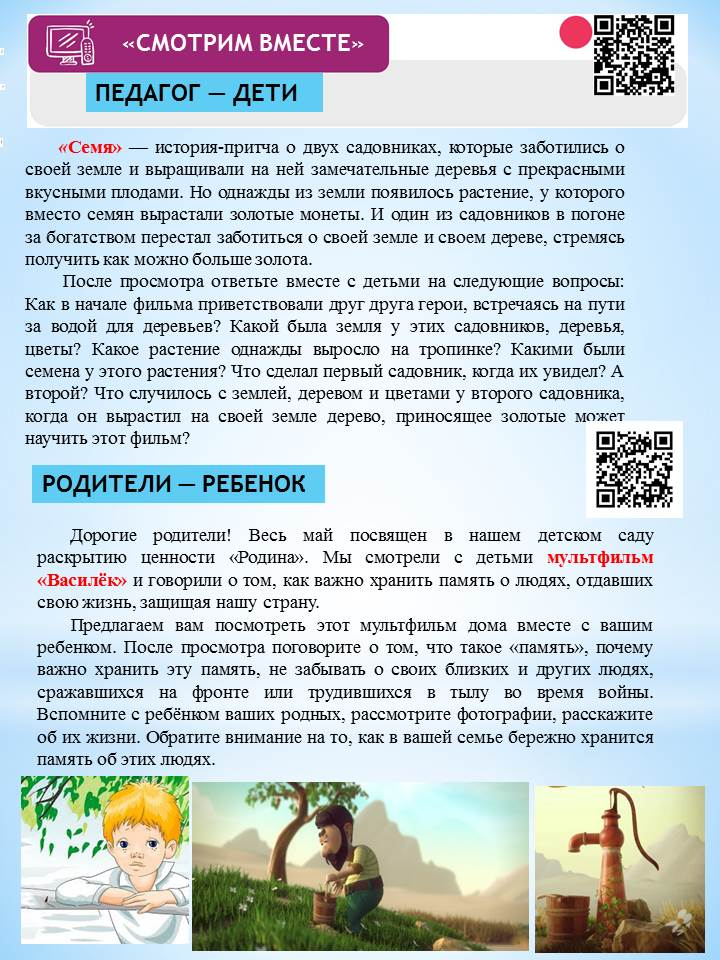 «СМОТРИМ ВМЕСТЕ»
ПЕДАГОГ — ДЕТИ
«Семя» — история-притча о двух садовниках, которые заботились о
своей земле и выращивали на ней замечательные деревья с прекрасными
вкусными плодами. Но однажды из земли появилось растение, у которого
вместо семян вырастали золотые монеты. И один из садовников в погоне
за богатством перестал заботиться о своей земле и своем дереве, стремясь
получить как можно больше золота.
После просмотра ответьте вместе с детьми на следующие вопросы:
Как в начале фильма приветствовали друг друга герои, встречаясь на пути
за водой для деревьев? Какой была земля у этих садовников, деревья,
цветы? Какое растение однажды выросло на тропинке? Какими были
семена у этого растения? Что сделал первый садовник, когда их увидел? А
второй? Что случилось с землей, деревом и цветами у второго садовника,
когда он вырастил на своей земле дерево, приносящее золотые может
научить этот фильм?
РОДИТЕЛИ — РЕБЕНОК
Дорогие родители! Весь май посвящен в нашем детском саду
раскрытию ценности «Родина». Мы смотрели с детьми мультфильм
«Василёк» и говорили о том, как важно хранить память о людях, отдавших
свою жизнь, защищая нашу страну.
Предлагаем вам посмотреть этот мультфильм дома вместе с вашим
ребенком. После просмотра поговорите о том, что такое «память», почему
важно хранить эту память, не забывать о своих близких и других людях,
сражавшихся на фронте или трудившихся в тылу во время войны.
Вспомните с ребёнком ваших родных, рассмотрите фотографии, расскажите
об их жизни. Обратите внимание на то, как в вашей семье бережно хранится
память об этих людях.